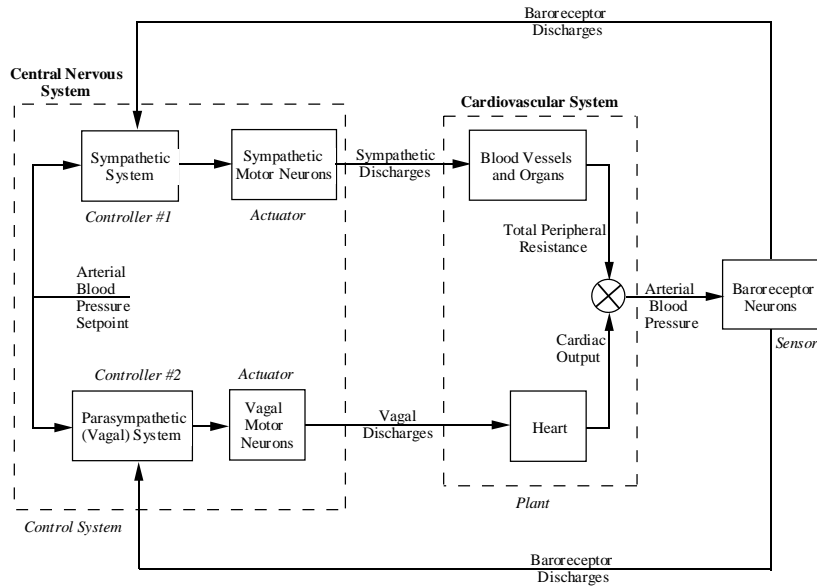 Baroreceptor
Discharges
Central Nervous
System
Cardiovascular System
Sympathetic
System
Sympathetic
Motor Neurons
Sympathetic
Discharges
Blood Vessels
and Organs
Controller #1
Actuator
Total Peripheral
Resistance
Arterial
Blood
Pressure
Setpoint
Arterial
Blood
Pressure
Baroreceptor
Neurons
Sensor
Cardiac
Output
Controller #2
Actuator
Parasympathetic
(Vagal) System
Vagal
Motor
Neurons
Vagal
Discharges
Heart
Plant
Control System
Baroreceptor
Discharges